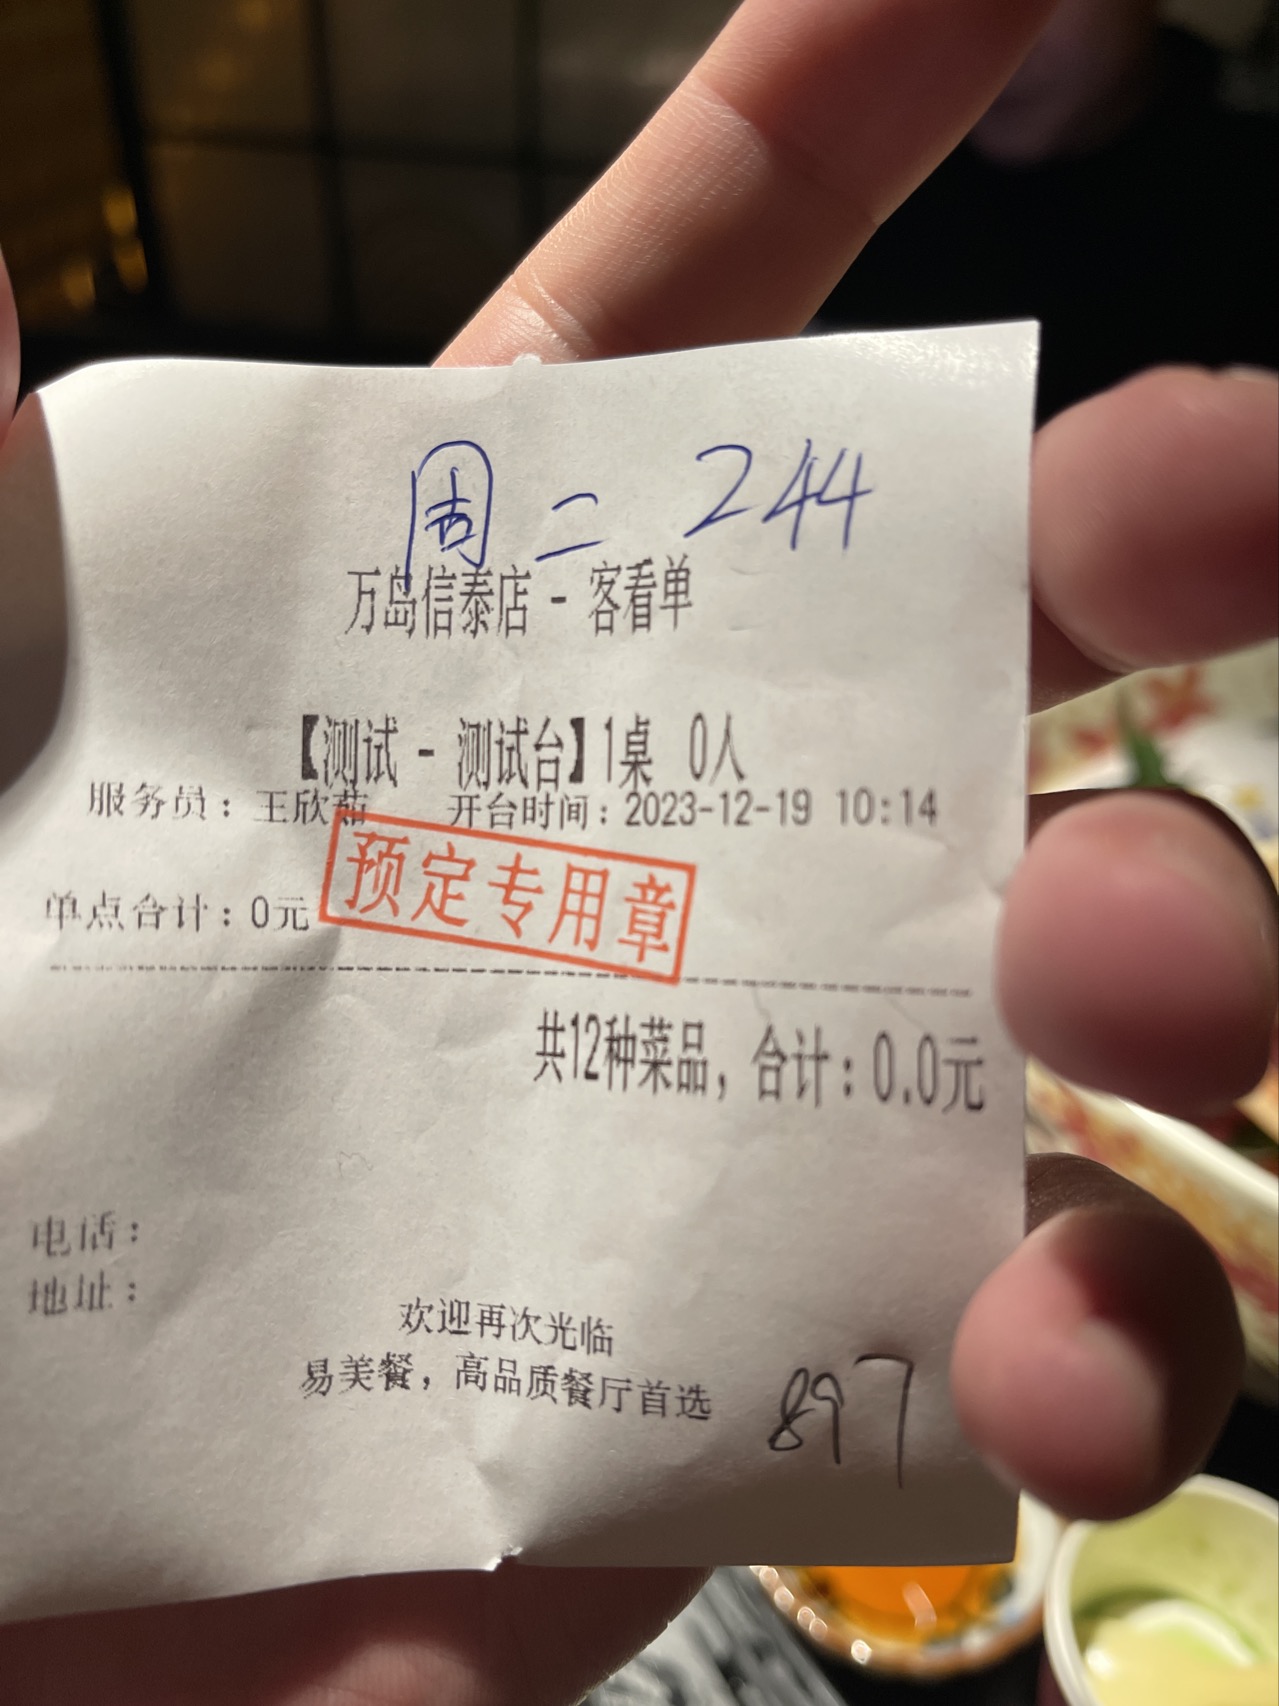 周二 244
万岛信泰店 - 客看单
【测试 - 测试台】1桌 0人
服务员：王欣茹 开台时间：2023-12-19 10:14
预定专用章
单点合计：0元
共12种菜品，合计：0.0元
电话：
地址：
欢迎再次光临
易美餐，高品质餐厅首选
897